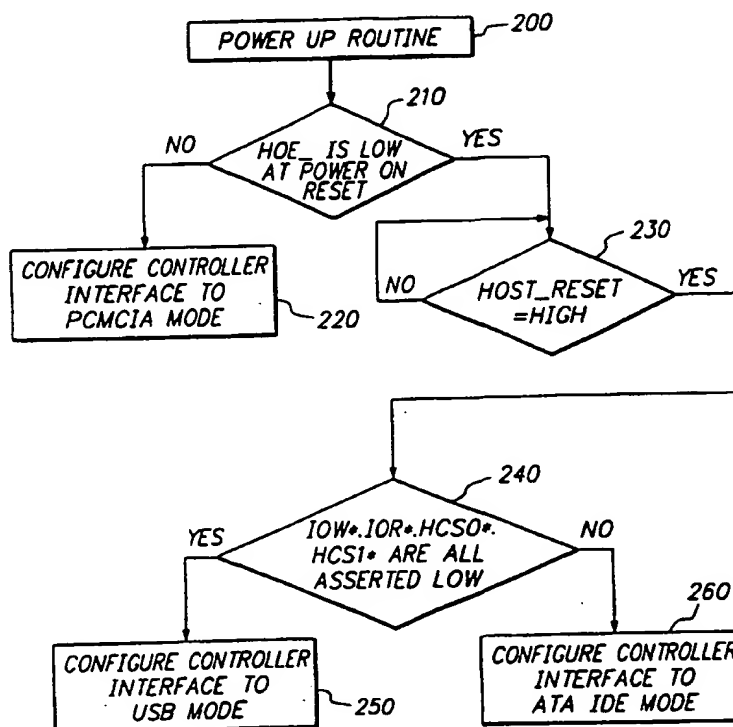 POWER UP ROUTINE
200
210
NO
HOE_ IS LOW
AT POWER ON
RESET
YES
CONFIGURE CONTROLLER
INTERFACE TO
PCMCIA MODE
220
230
NO
HOST_RESET
=HIGH
YES
240
YES
IOW*.IOR*.HCS0*.
HCS1* ARE ALL
ASSERTED LOW
NO
CONFIGURE CONTROLLER
INTERFACE TO
USB MODE
250
260
CONFIGURE CONTROLLER
INTERFACE TO
ATA IDE MODE